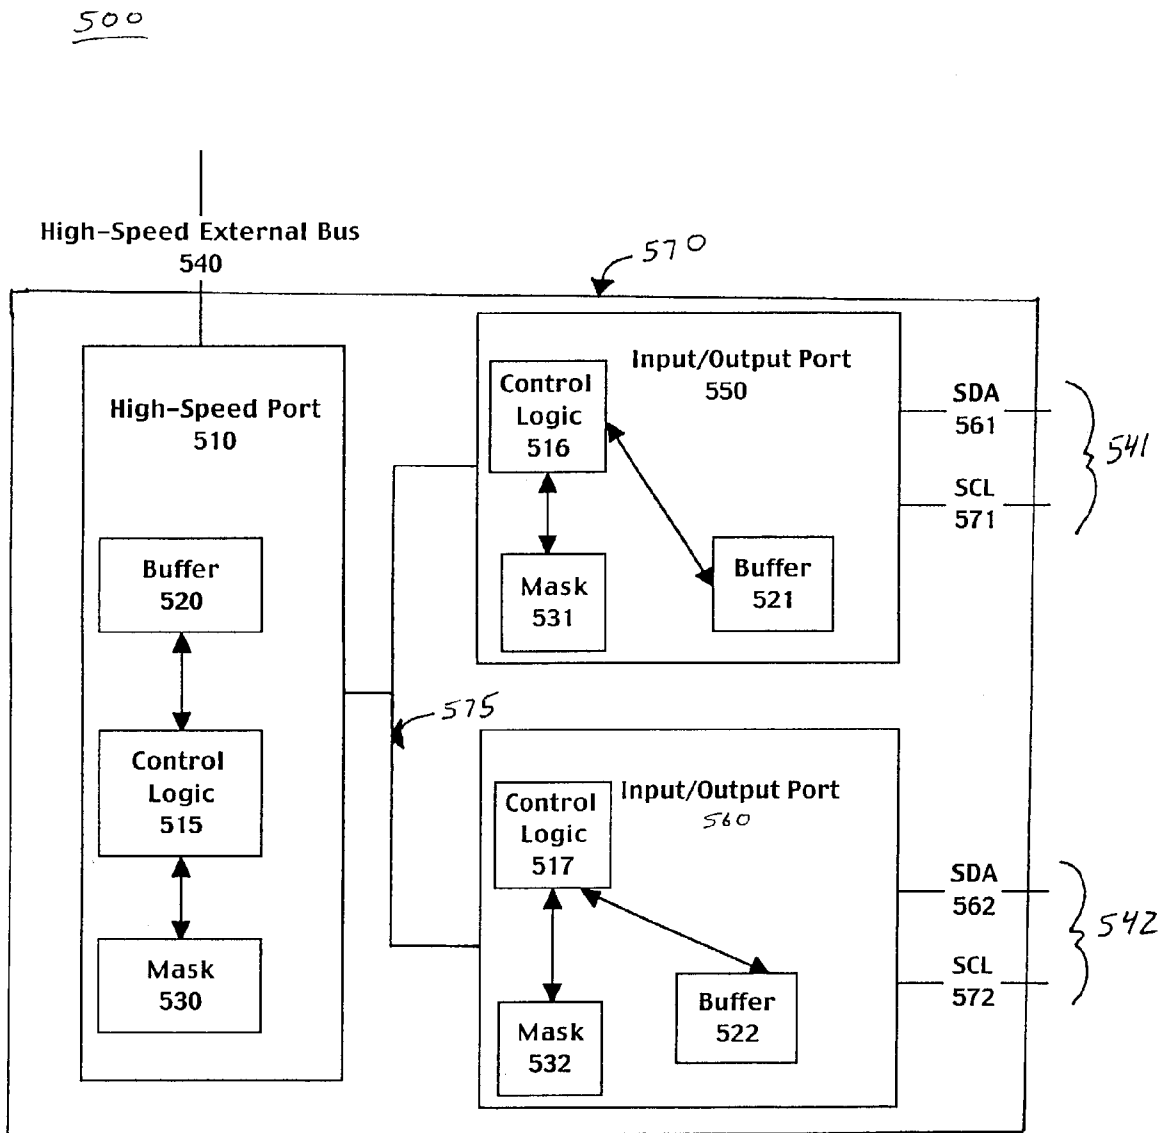 500
High-Speed External Bus
540
570
High-Speed Port
510
Buffer
520
Control
Logic
515
Mask
530
575
Input/Output Port
550
Control
Logic
516
Mask
531
Buffer
521
SDA
561
SCL
571
541
Input/Output Port
560
Control
Logic
517
Mask
532
Buffer
522
SDA
562
SCL
572
542